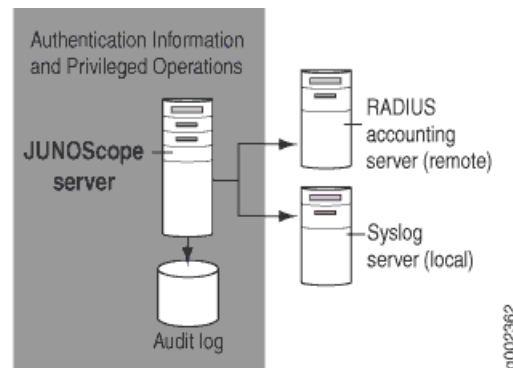 Authentication Information
and Privileged Operations
JUNOScope
server
RADIUS
accounting
server (remote)
Syslog
server (local)
Audit log
g002362